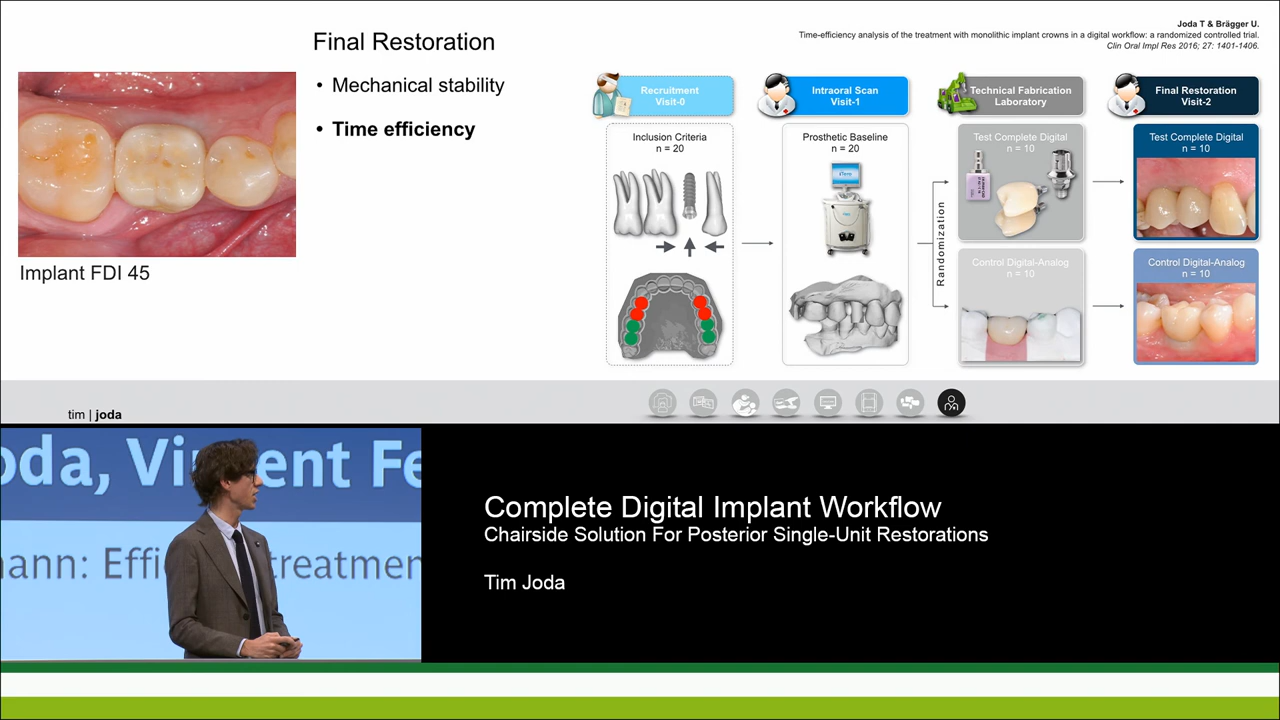 Final Restoration
• Mechanical stability
• Time efficiency
Implant FDI 45
Joda T & Brägger U.
Time-efficiency analysis of the treatment with monolithic implant crowns in a digital workflow: a randomized controlled trial.
Clin Oral Impl Res 2016; 27: 1401-1406.
Recruitment
Visit-0
Intraoral Scan
Visit-1
Technical Fabrication
Laboratory
Final Restoration
Visit-2
Inclusion Criteria
n = 20
Prosthetic Baseline
n = 20
Randomization
Test Complete Digital
n = 10
Control Digital-Analog
n = 10
Test Complete Digital
n = 10
Control Digital-Analog
n = 10
tim | joda
oda, Vi ent Fe
ann: Effi treatmen
Complete Digital Implant Workflow
Chairside Solution For Posterior Single-Unit Restorations
Tim Joda